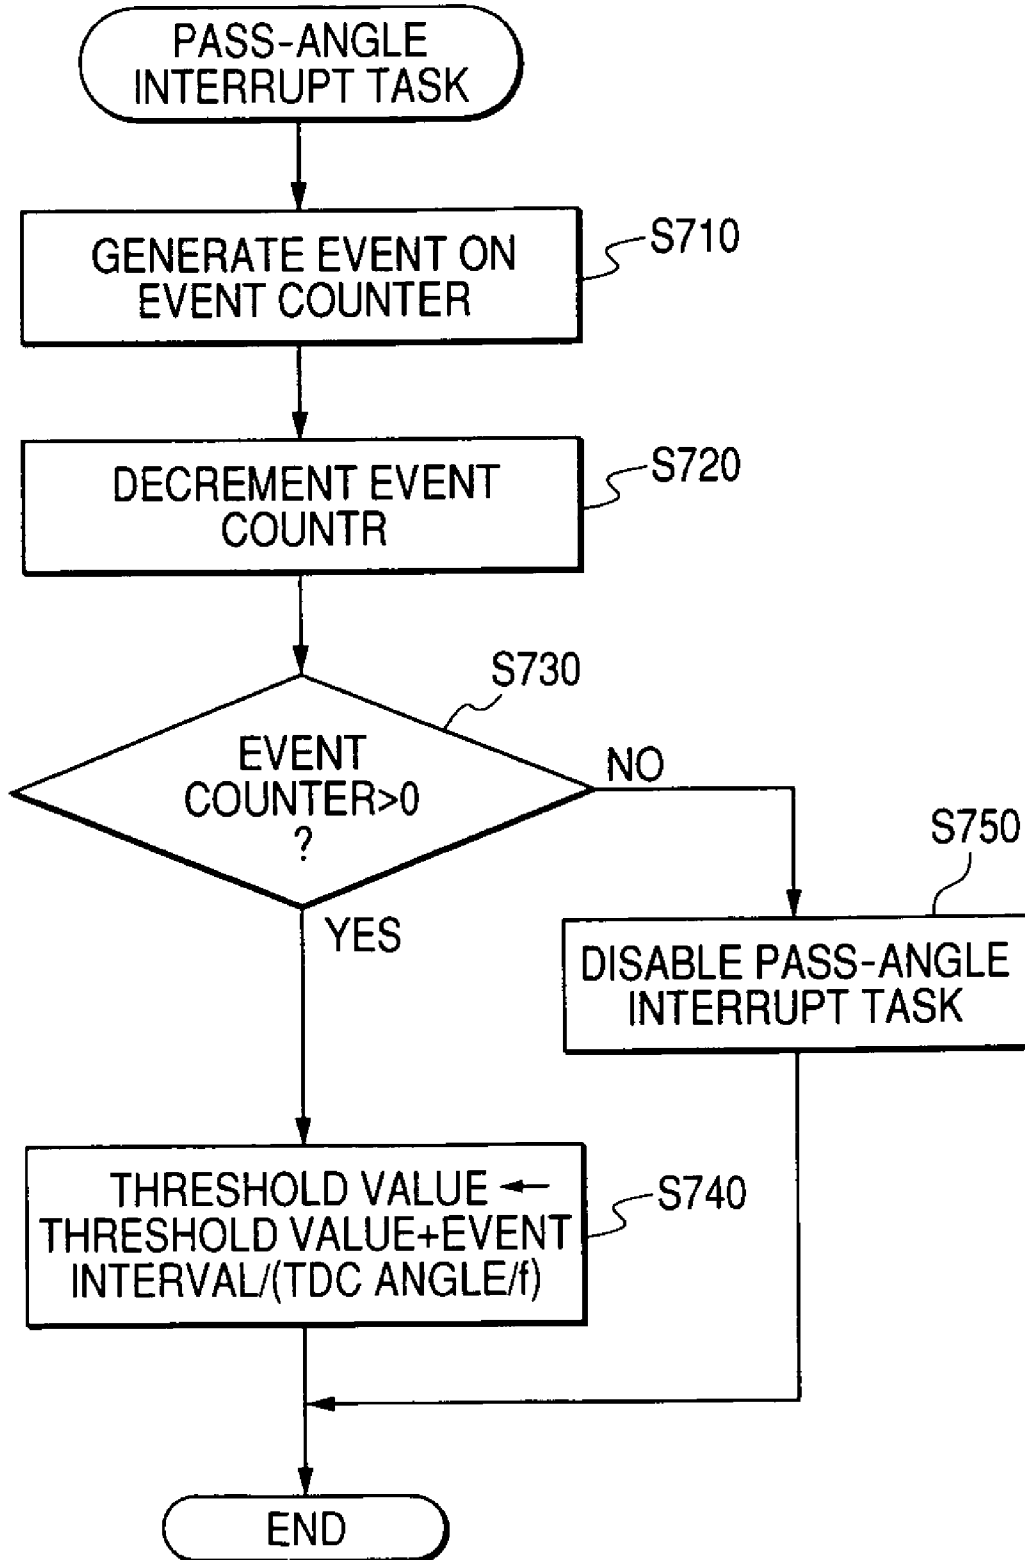 PASS-ANGLE
INTERRUPT TASK
GENERATE EVENT ON
EVENT COUNTER
S710
DECREMENT EVENT
COUNTR
S720
S730
EVENT
COUNTER>0
?
NO
YES
S750
DISABLE PASS-ANGLE
INTERRUPT TASK
THRESHOLD VALUE ←
THRESHOLD VALUE+EVENT
INTERVAL/(TDC ANGLE/f)
S740
END